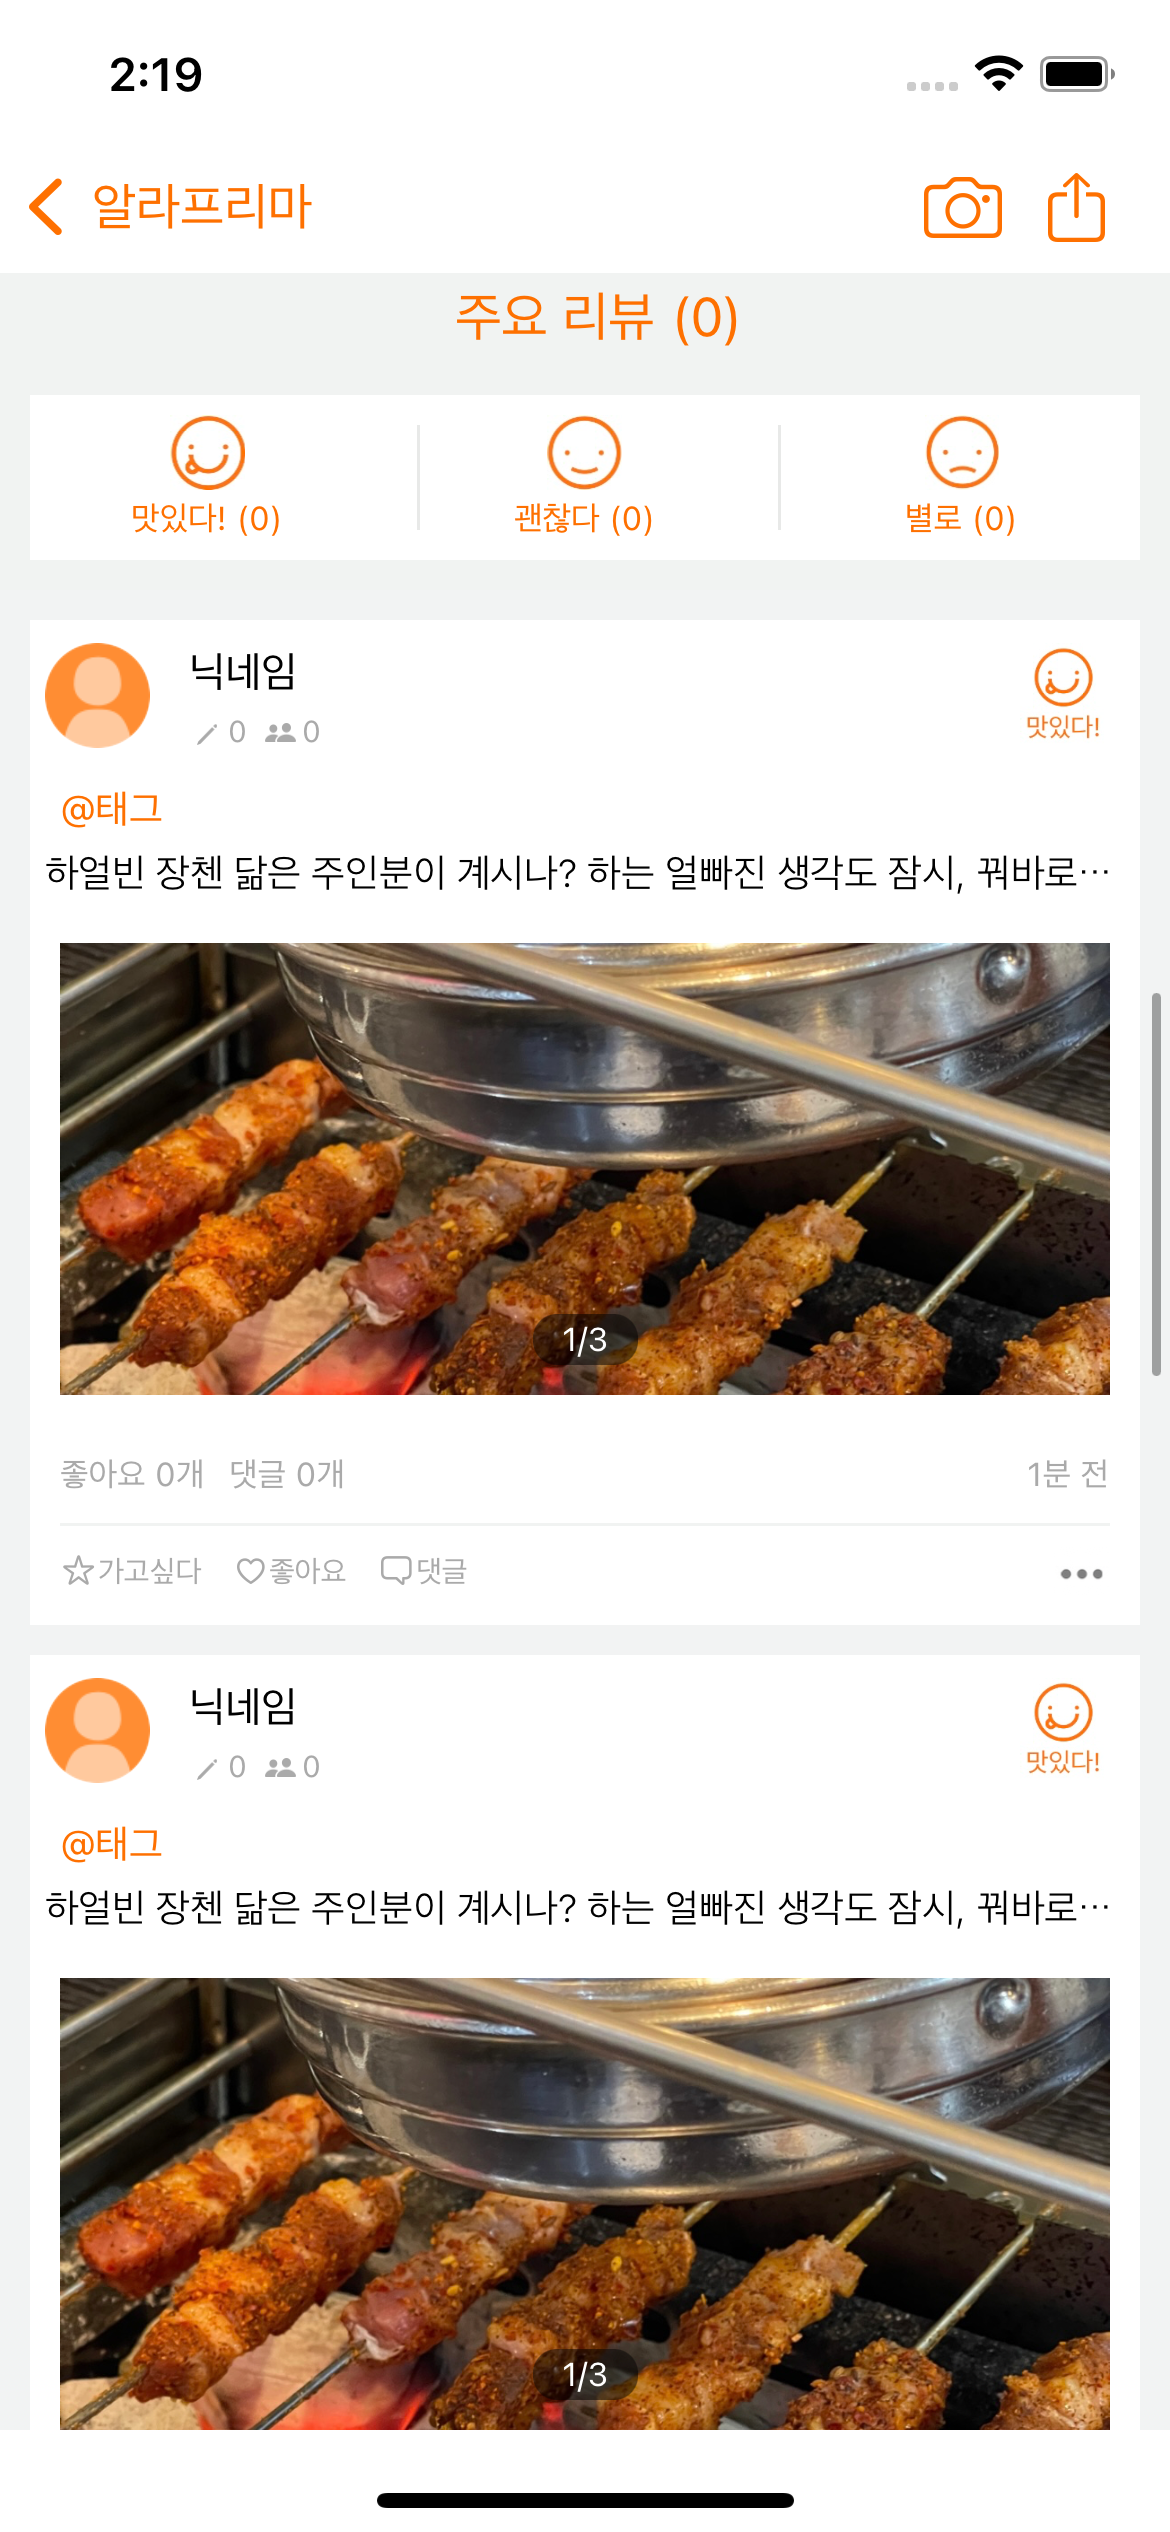 2:19
알라프리마
주요 리뷰 (0)
맛있다! (0)
괜찮다 (0)
별로 (0)
닉네임
0 0
맛있다!
@태그
하얼빈 장첸 닮은 주인분이 계시나? 하는 얼빠진 생각도 잠시, 꿔바로…
1/3
좋아요 0개 댓글 0개
1분 전
가고싶다 좋아요 댓글
닉네임
0 0
맛있다!
@태그
하얼빈 장첸 닮은 주인분이 계시나? 하는 얼빠진 생각도 잠시, 꿔바로…
1/3